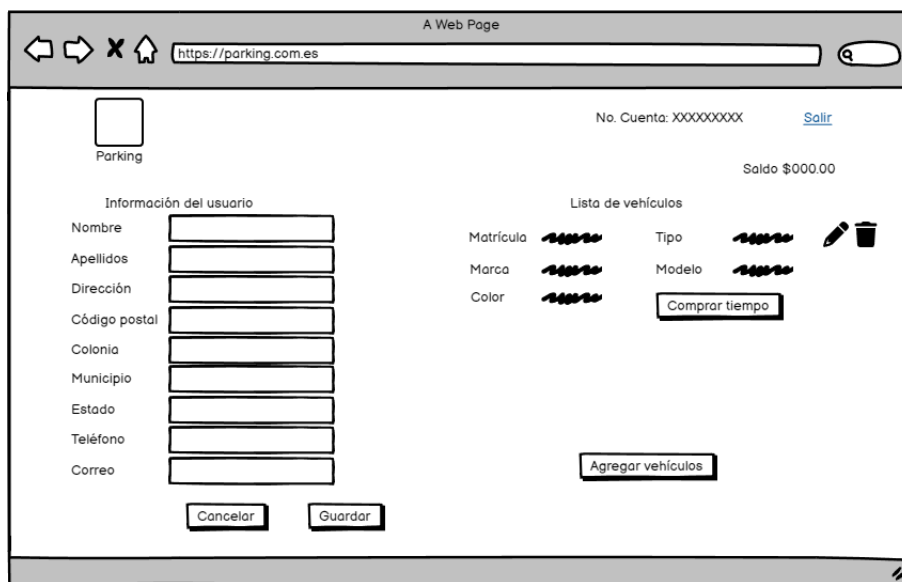 A Web Page
https://parking.com.es
Parking
No. Cuenta: XXXXXXXXX
Salir
Saldo $000.00
Información del usuario
Nombre
Apellidos
Dirección
Código postal
Colonia
Municipio
Estado
Teléfono
Correo
Cancelar
Guardar
Lista de vehículos
Matrícula
Tipo
Marca
Modelo
Color
Comprar tiempo
Agregar vehículos